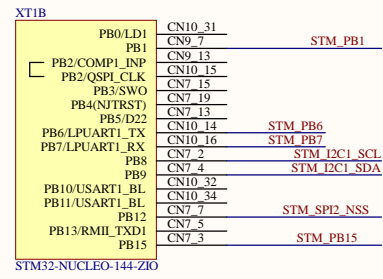 XT1B
PB0/LD1 CN10_31
PB1 CN9_7 STM_PB1
PB2/COMP1_INP CN9_13
PB2/QSPI_CLK CN10_15
PB3/SWO CN7_15
PB4(NJTRST) CN7_19
PB5/D22 CN7_13
PB6/LPUART1_TX CN10_14 STM_PB6
PB7/LPUART1_RX CN10_16 STM_PB7
PB8 CN7_2 STM_I2C1_SCL
PB9 CN7_4 STM_I2C1_SDA
PB10/USART1_BL CN10_32
PB11/USART1_BL CN10_34
PB12 CN7_7 STM_SPI2_NSS
PB13/RMII_TXD1 CN7_5
PB15 CN7_3 STM_PB15
STM32-NUCLEO-144-ZIO